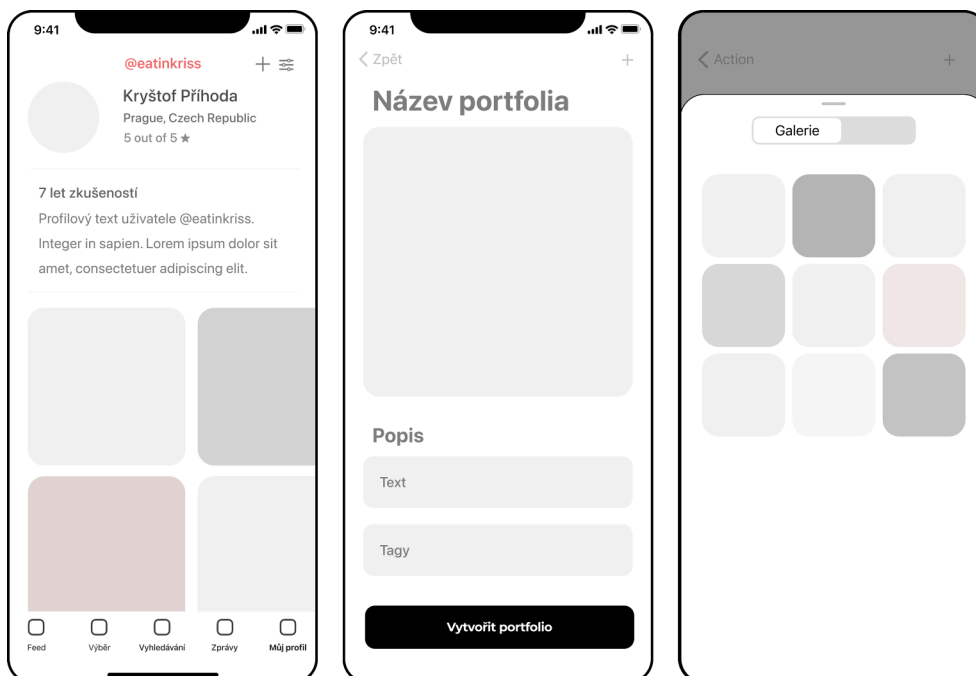 9:41
@eatinkriss
Kryštof Příhoda
Prague, Czech Republic
5 out of 5 ★
7 let zkušeností
Profilový text uživatele @eatinkriss.
Integer in sapien. Lorem ipsum dolor sit
amet, consectetuer adipiscing elit.
Feed
Výběr
Vyhledávání
Zprávy
Můj profil
9:41
Zpět
Název portfolia
Popis
Text
Tagy
Vytvořit portfolio
Action
Galerie